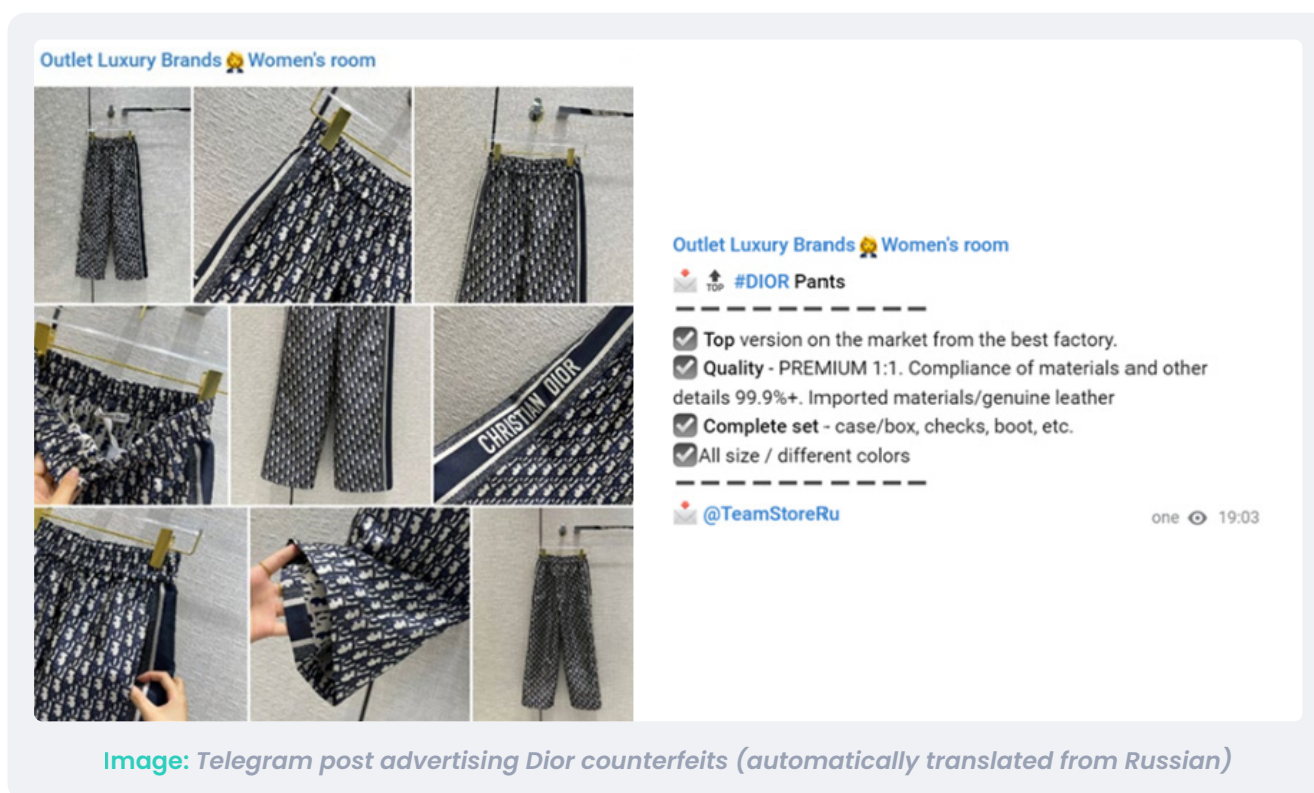 Outlet Luxury Brands🙅Women's room
CHRISTIAN DIOR
Outlet Luxury Brands🙅Women's room
📩 🔝 #DIOR Pants
➖➖➖➖➖➖➖➖➖➖
☑️ Top version on the market from the best factory.
☑️ Quality - PREMIUM 1:1. Compliance of materials and other
details 99.9%+. Imported materials/genuine leather
☑️ Complete set - case/box, checks, boot, etc.
☑️All size / different colors
➖➖➖➖➖➖➖➖➖➖
📩 @TeamStoreRu
one 19:03
Image: Telegram post advertising Dior counterfeits (automatically translated from Russian)